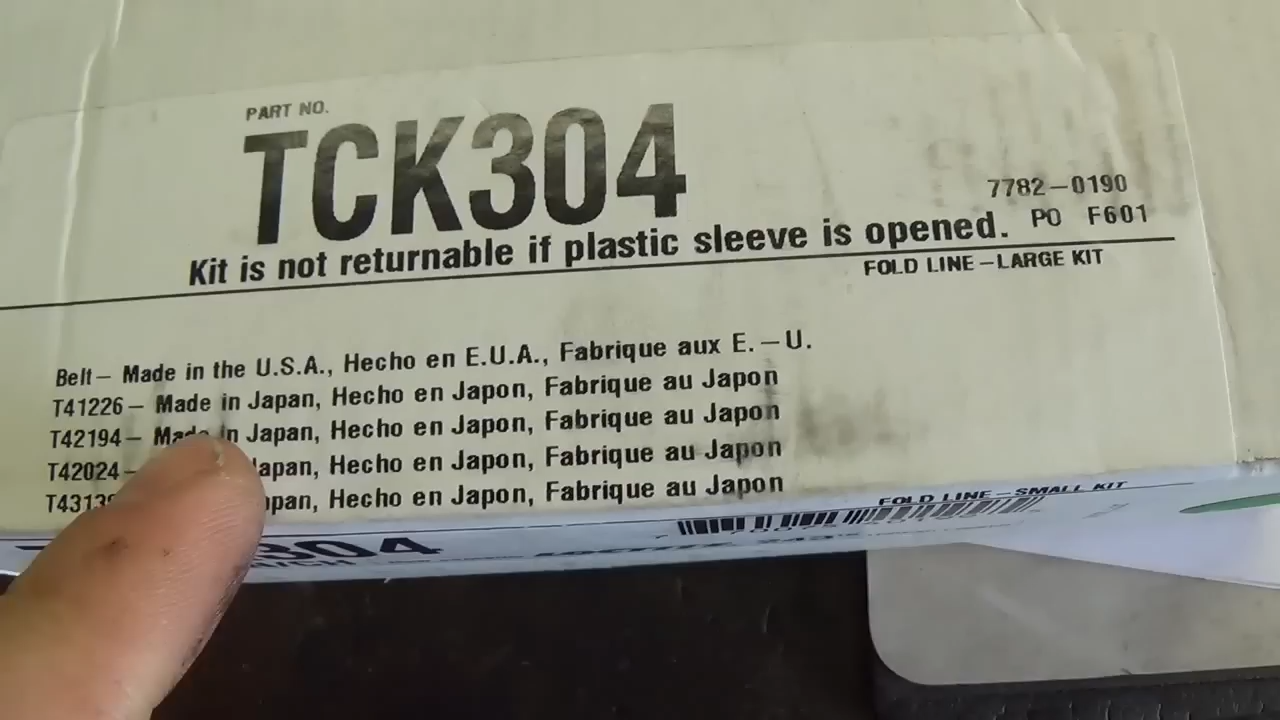 PART NO.
TCK304
7782-0190
Kit is not returnable if plastic sleeve is opened. PO F601
FOLD LINE-LARGE KIT
Belt- Made in the U.S.A., Hecho en E.U.A., Fabrique aux E.-U.
T41226- Made in Japan, Hecho en Japon, Fabrique au Japon
T42194- Made in Japan, Hecho en Japon, Fabrique au Japon
T42024- Hecho en Japon, Fabrique au Japon
Hecho en Japon, Fabrique au Japon
FOLD LINE-SMALL KIT
304